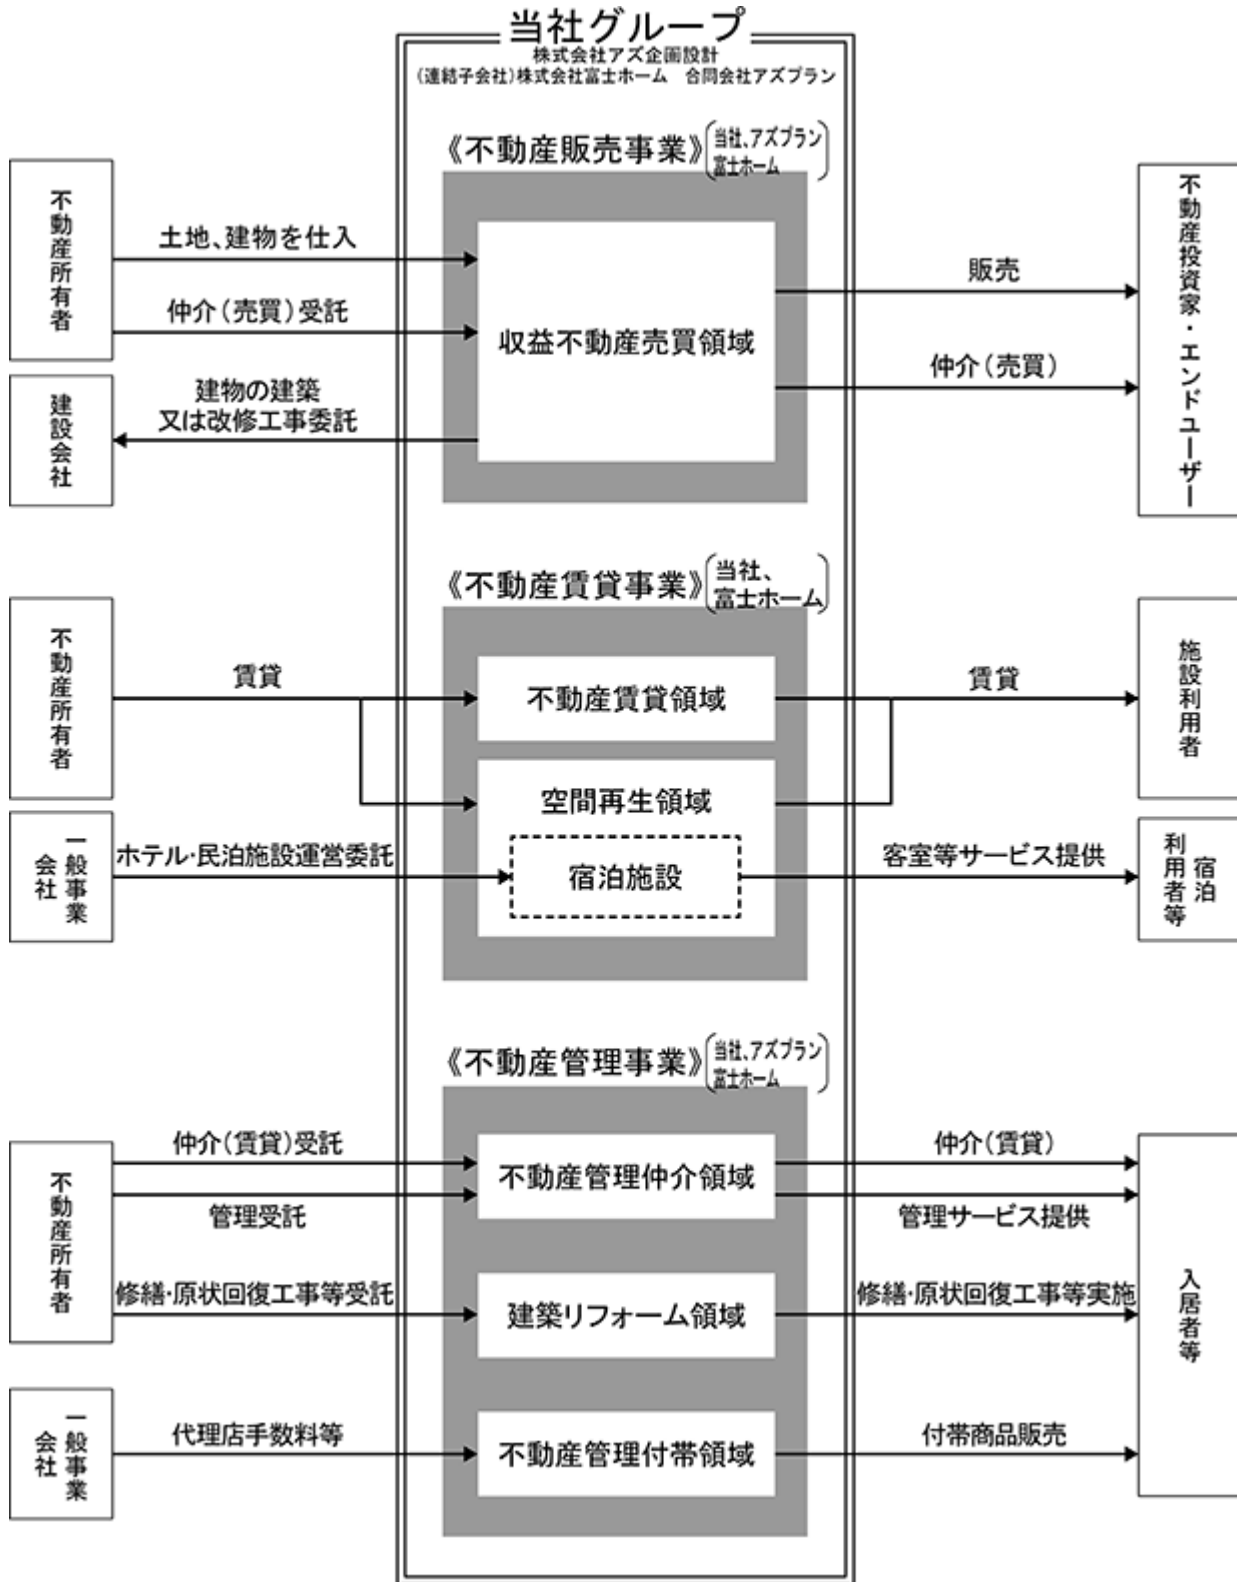 当社グループ
株式会社アズ企画設計
(連結子会社)株式会社富士ホーム 合同会社アズプラン
《不動産販売事業》
当社、アズプラン
富士ホーム
不動産所有者
土地、建物を仕入
仲介(売買)受託
建設会社
建物の建築
又は改修工事委託
収益不動産売買領域
販売
仲介(売買)
不動産投資家・エンドユーザー
《不動産賃貸事業》
当社、
富士ホーム
不動産所有者
賃貸
不動産賃貸領域
賃貸
施設利用者
空間再生領域
一般事業
会社
ホテル・民泊施設運営委託
宿泊施設
客室等サービス提供
宿泊
利用者等
《不動産管理事業》
当社、アズプラン
富士ホーム
不動産所有者
仲介(賃貸)受託
管理受託
不動産管理仲介領域
仲介(賃貸)
管理サービス提供
修繕・原状回復工事等受託
建築リフォーム領域
修繕・原状回復工事等実施
入居者等
一般事業
会社
代理店手数料等
不動産管理付帯領域
付帯商品販売